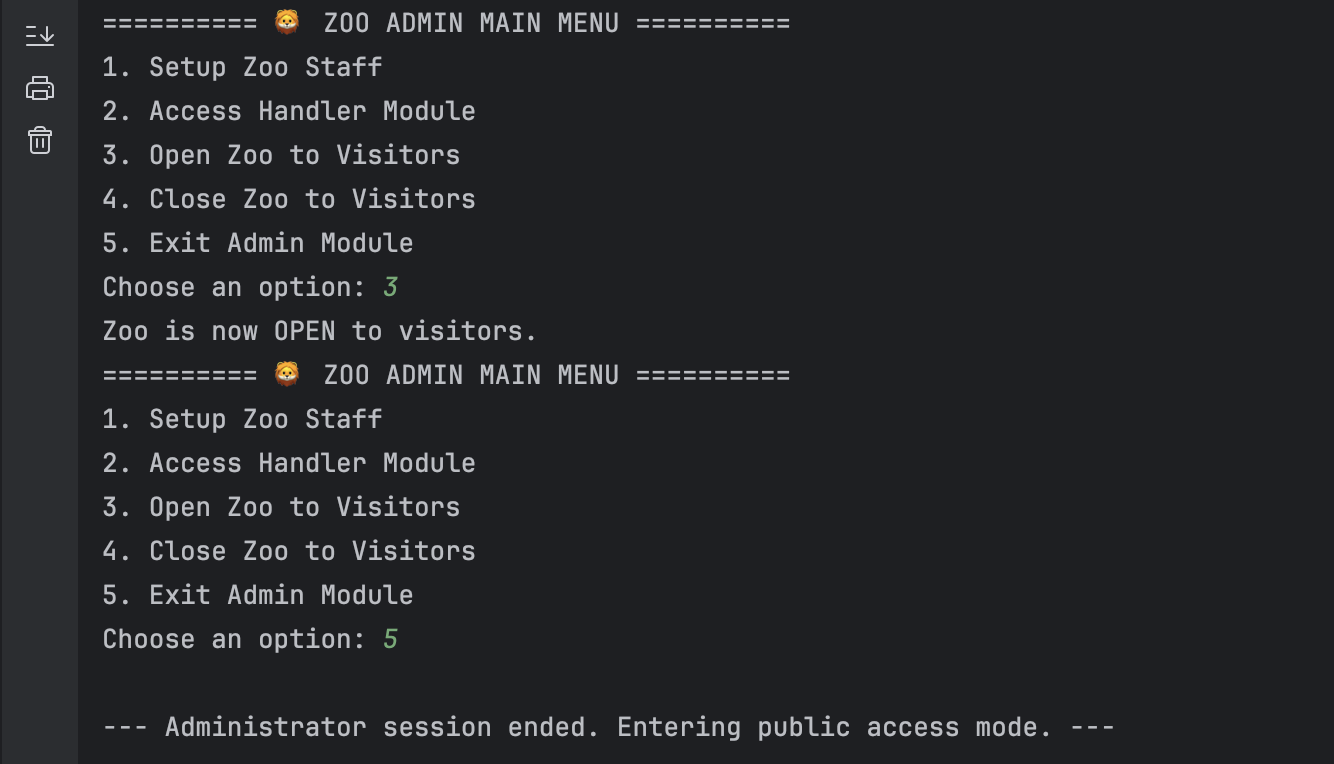 ========== 🦁 ZOO ADMIN MAIN MENU ==========
1. Setup Zoo Staff
2. Access Handler Module
3. Open Zoo to Visitors
4. Close Zoo to Visitors
5. Exit Admin Module
Choose an option: 3
Zoo is now OPEN to visitors.
========== 🦁 ZOO ADMIN MAIN MENU ==========
1. Setup Zoo Staff
2. Access Handler Module
3. Open Zoo to Visitors
4. Close Zoo to Visitors
5. Exit Admin Module
Choose an option: 5
--- Administrator session ended. Entering public access mode. ---